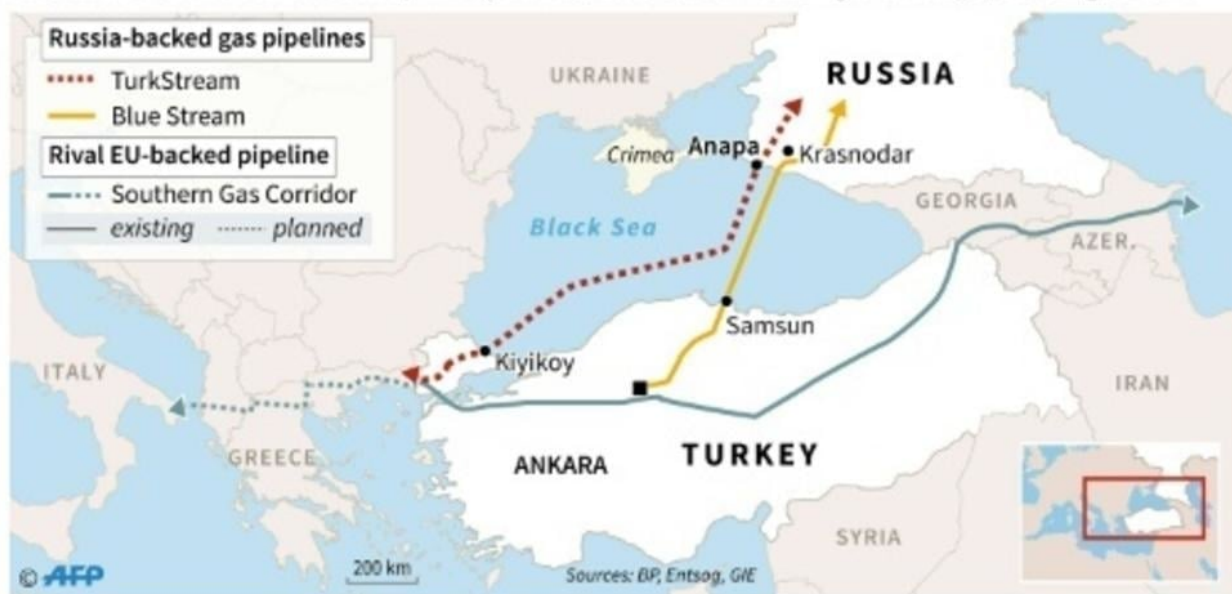 Russia-backed gas pipelines
TurkStream
Blue Stream
Rival EU-backed pipeline
Southern Gas Corridor
existing planned
UKRAINE
RUSSIA
Crimea
Anapa
Krasnodar
GEORGIA
Black Sea
AZER.
Samsun
Kiyikoy
ITALY
IRAN
GREECE
ANKARA
TURKEY
SYRIA
200 km
© AFP
Sources: BP, Entsog, GIE